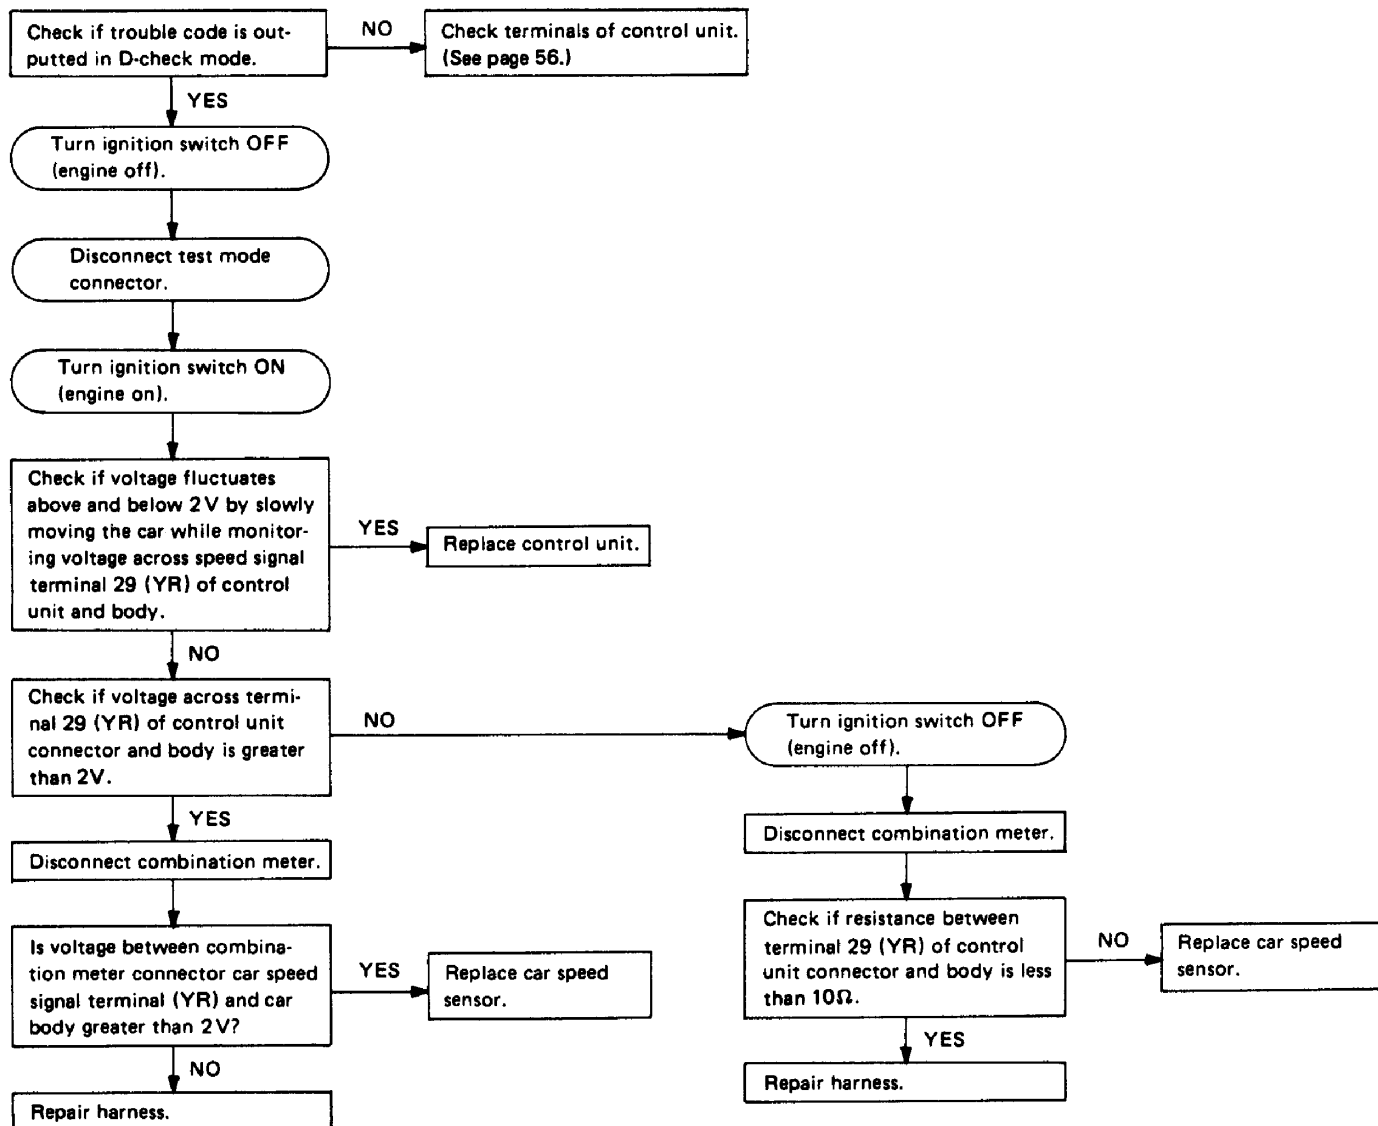 Check if trouble code is out-
putted in D-check mode.
NO
Check terminals of control unit.
(See page 56.)
YES
Turn ignition switch OFF
(engine off).
Disconnect test mode
connector.
Turn ignition switch ON
(engine on).
Check if voltage fluctuates
above and below 2V by slowly
moving the car while monitor-
ing voltage across speed signal
terminal 29 (YR) of control
unit and body.
YES
Replace control unit.
NO
Check if voltage across termi-
nal 29 (YR) of control unit
connector and body is greater
than 2V.
NO
Turn ignition switch OFF
(engine off).
YES
Disconnect combination meter.
Disconnect combination meter.
Is voltage between combina-
tion meter connector car speed
signal terminal (YR) and car
body greater than 2V?
YES
Replace car speed
sensor.
Check if resistance between
terminal 29 (YR) of control
unit connector and body is less
than 10Ω.
NO
Replace car speed
sensor.
NO
Repair harness.
YES
Repair harness.